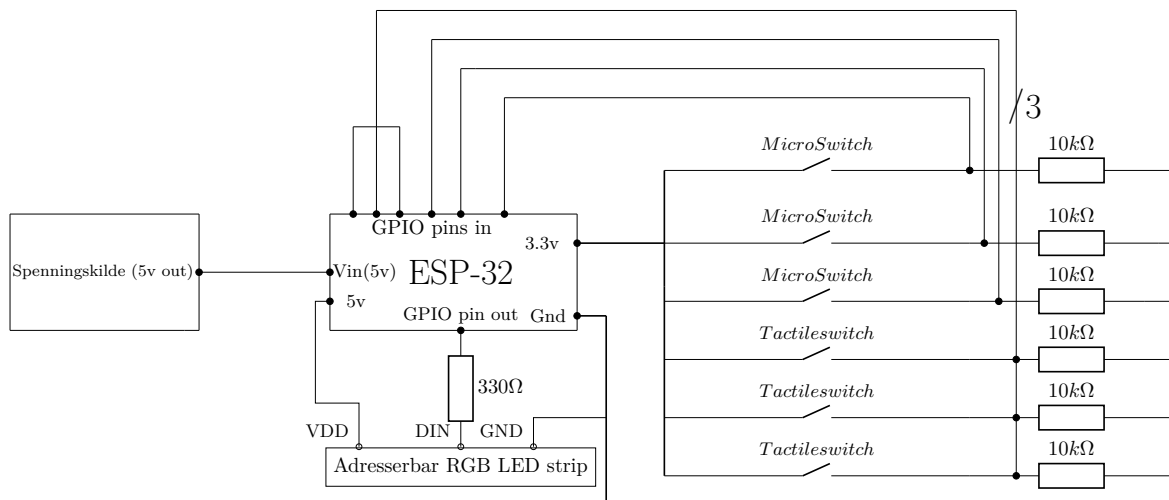 3
MicroSwitch
10kΩ
MicroSwitch
10kΩ
GPIO pins in
3.3v
Spenningskilde (5v out)
Vin(5v)
ESP-32
MicroSwitch
10kΩ
5v
GPIO pin out
Gnd
Tactileswitch
10kΩ
330Ω
Tactileswitch
10kΩ
VDD
DIN
GND
Tactileswitch
10kΩ
Adresserbar RGB LED strip